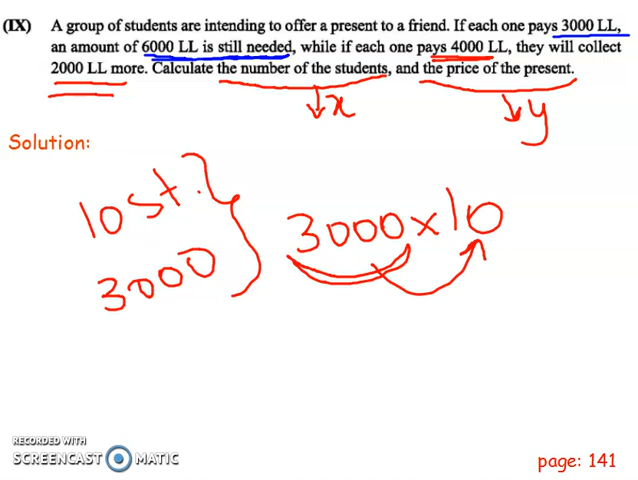 (IX) A group of students are intending to offer a present to a friend. If each one pays 3000 LL,
an amount of 6000 LL is still needed, while if each one pays 4000 LL, they will collect
2000 LL more. Calculate the number of the students, and the price of the present.
x
y
Solution:
10 st
3000
3000 x 10
RECORDED WITH
SCREENCAST MATIC
page: 141